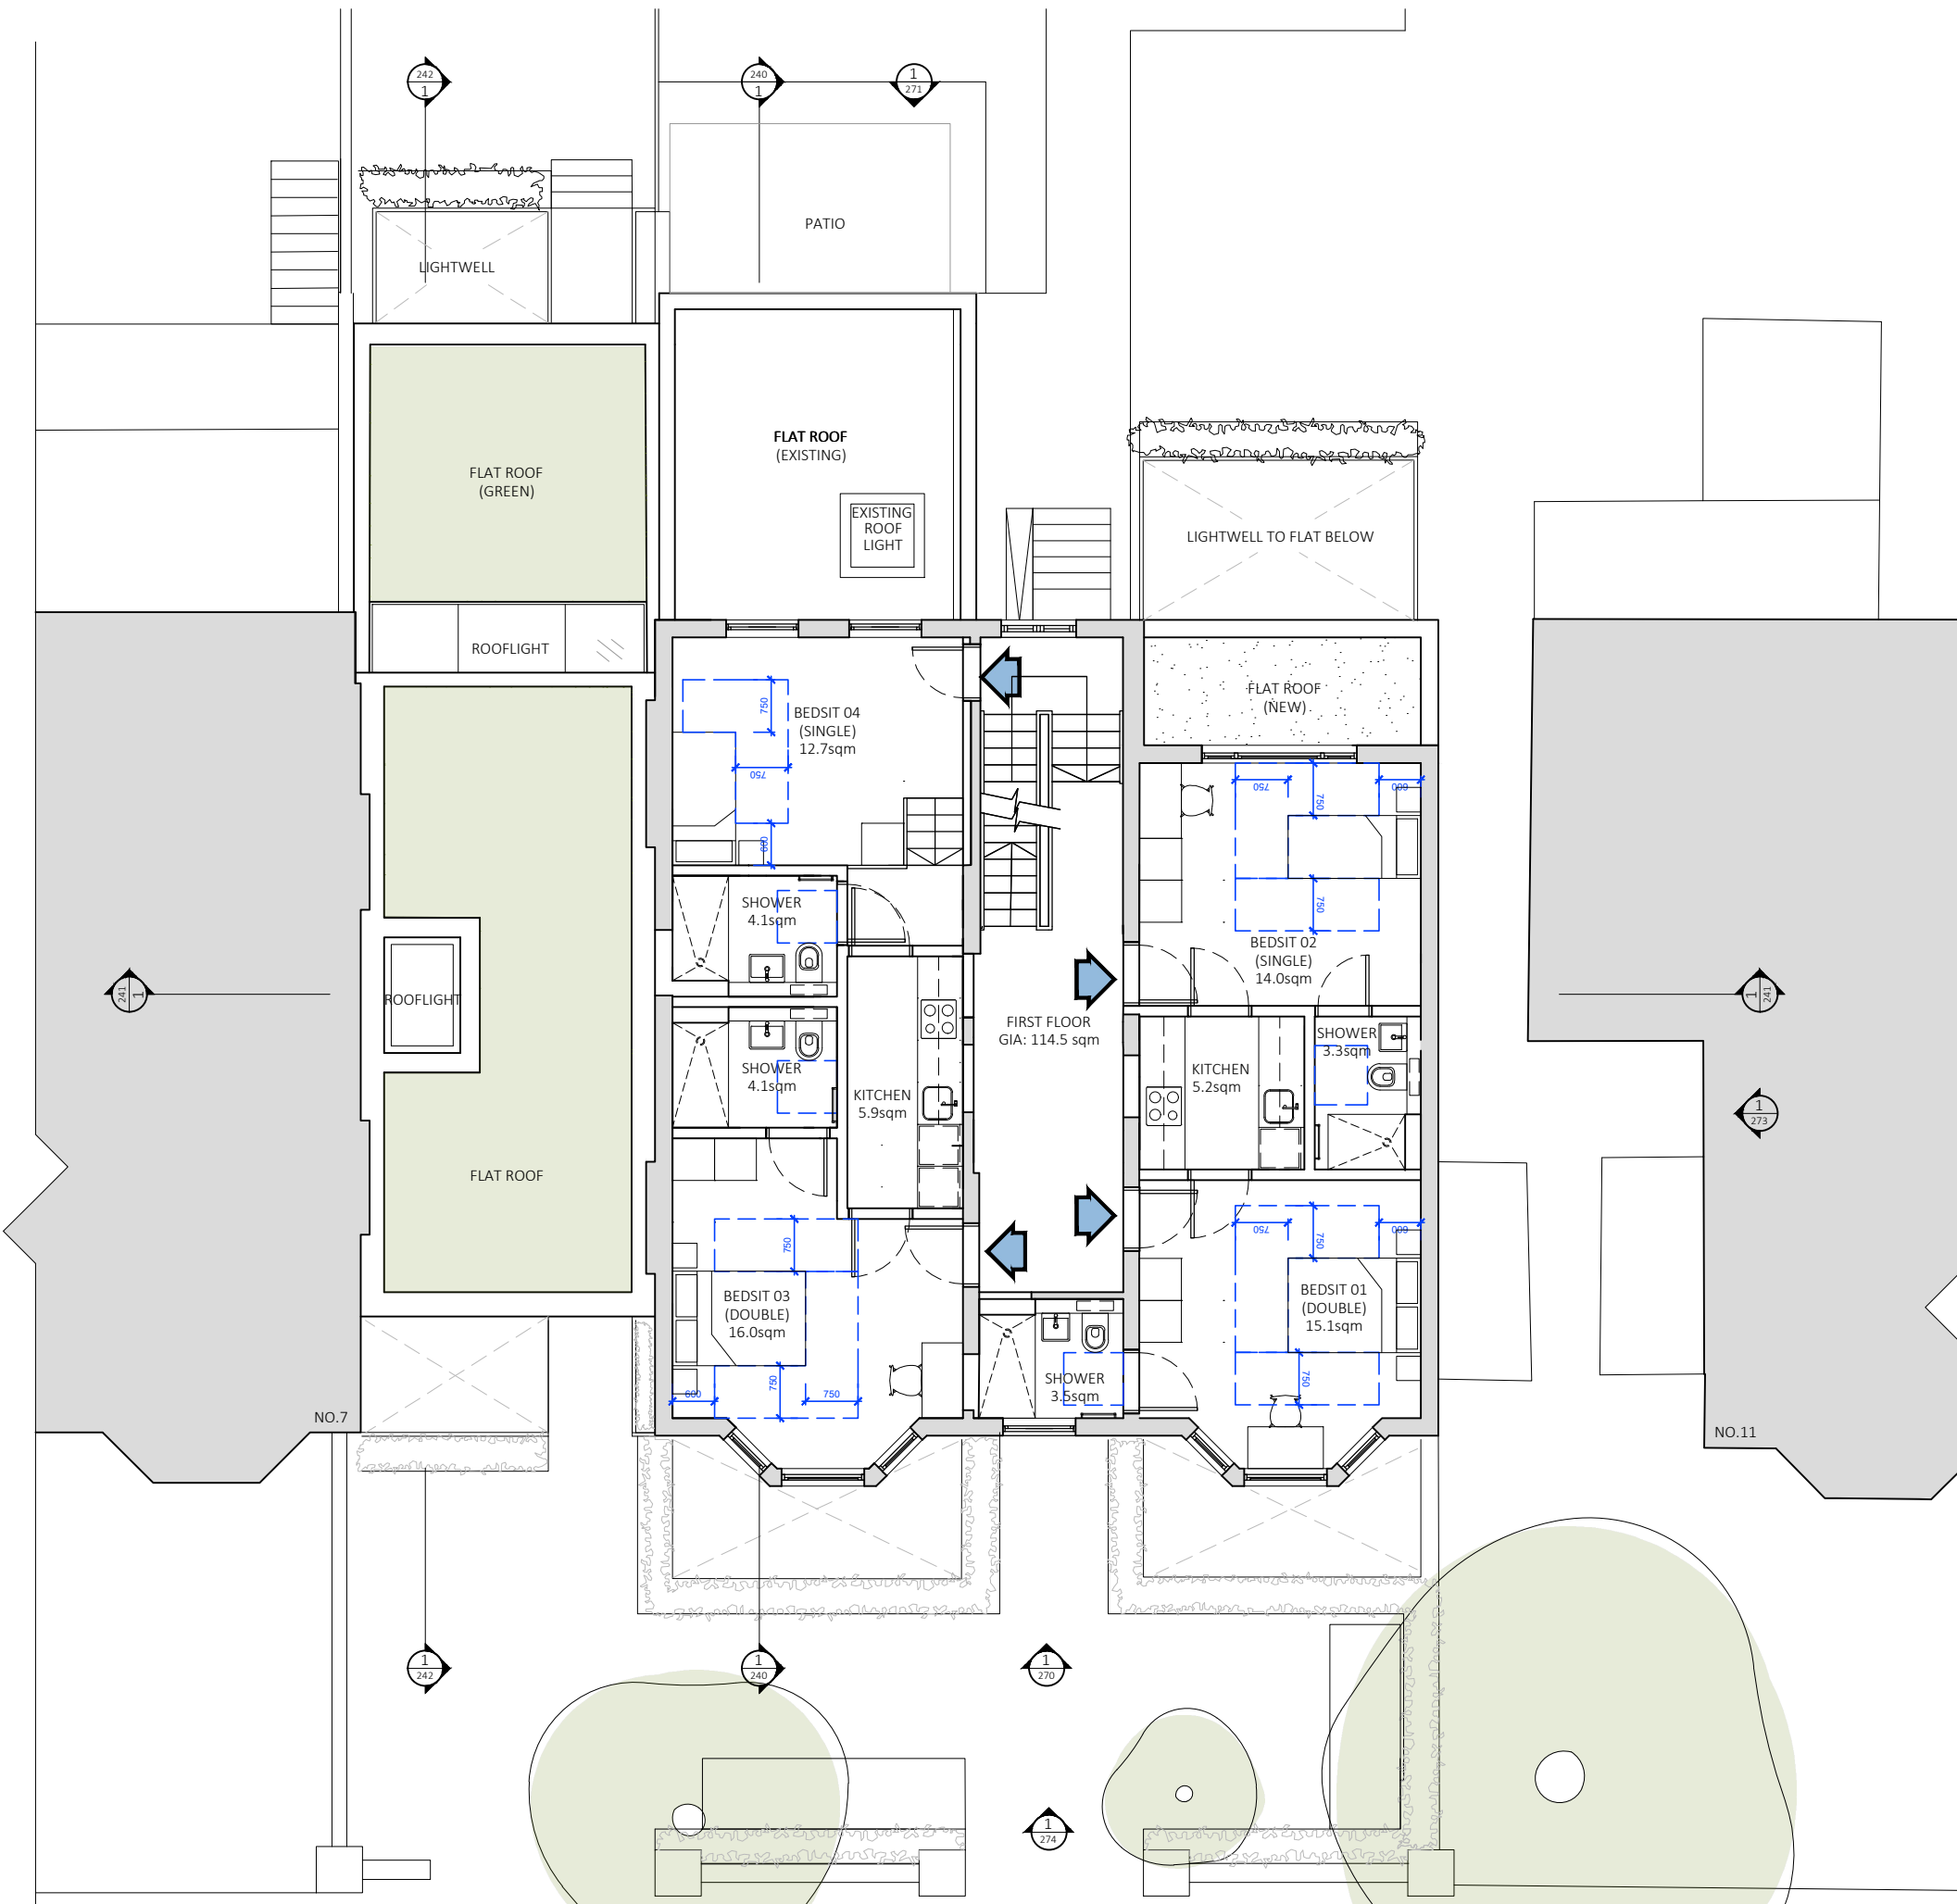 242
1
240
1
1
271
PATIO
LIGHTWELL
FLAT ROOF
(EXISTING)
FLAT ROOF
(GREEN)
EXISTING
ROOF
LIGHT
LIGHTWELL TO FLAT BELOW
ROOFLIGHT
FLAT ROOF
(NEW)
BEDSIT 04
(SINGLE)
12.7sqm
750
750
600
750
750
600
750
BEDSIT 02
(SINGLE)
14.0sqm
SHOWER
4.1sqm
241
1
ROOFLIGHT
1
241
FIRST FLOOR
GIA: 114.5 sqm
SHOWER
3.3sqm
SHOWER
4.1sqm
KITCHEN
5.9sqm
KITCHEN
5.2sqm
1
273
FLAT ROOF
750
750
750
600
BEDSIT 03
(DOUBLE)
16.0sqm
BEDSIT 01
(DOUBLE)
15.1sqm
600
750
750
SHOWER
3.5sqm
750
NO.7
NO.11
1
242
1
240
1
270
1
274